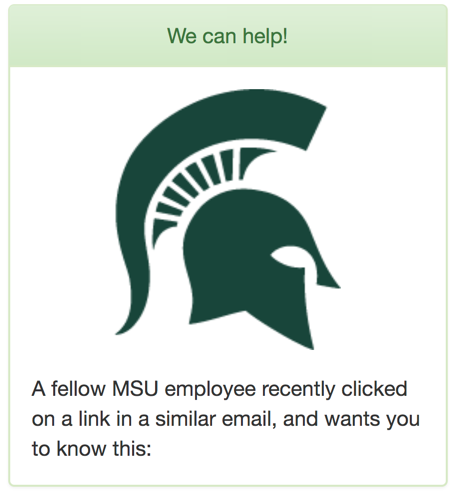 We can help!
A fellow MSU employee recently clicked
on a link in a similar email, and wants you
to know this: